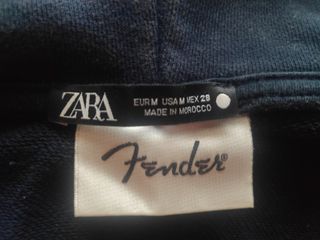 ZARA
EUR M USA M MEX 28
MADE IN MOROCCO
Fender®